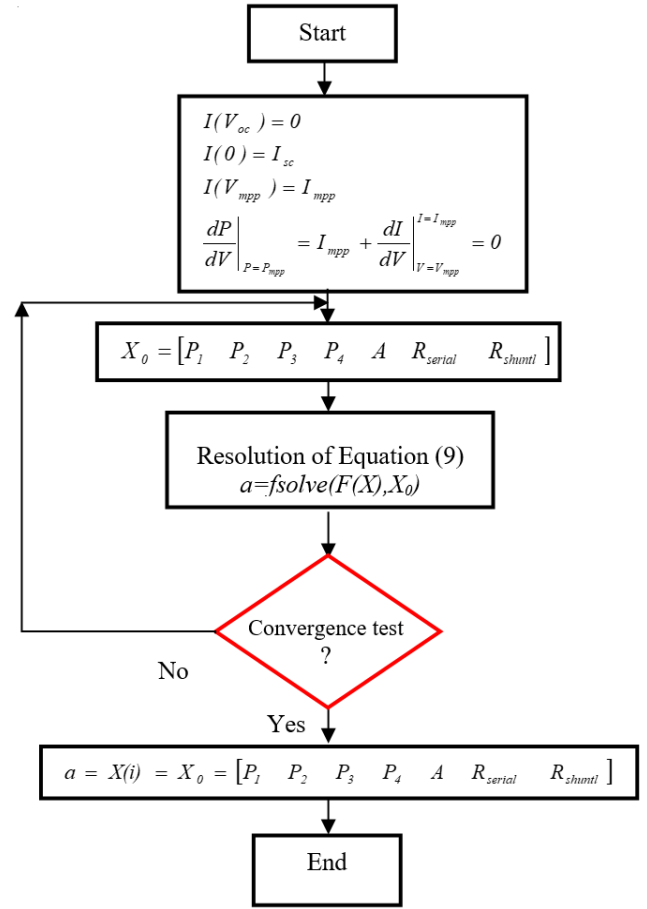 Start
I(V_oc) = 0
I(0) = I_sc
I(V_mpp) = I_mpp
dP/dV|_{P=P_mpp} = I_mpp + dI/dV|_{V=V_mpp}^{I=I_mpp} = 0
X_0 = [P_1 P_2 P_3 P_4 A R_serial R_shuntl]
Resolution of Equation (9)
a=fsolve(F(X),X_0)
Convergence test
?
No
Yes
a = X(i) = X_0 = [P_1 P_2 P_3 P_4 A R_serial R_shuntl]
End